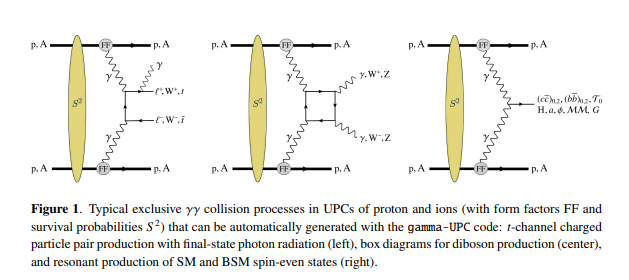 p, A FF p, A
γ
γ
S² ℓ⁺,W⁺,t
ℓ⁻,W⁻,t̄
γ
p, A FF p, A
p, A FF p, A
γ
γ,W⁺,Z
S²
γ
γ,W⁻,Z
p, A FF p, A
p, A FF p, A
γ
S² (cc̄)₀,₂, (bb̄)₀,₂, 𝒯₀
H, a, ϕ, MM, G
γ
p, A FF p, A
Figure 1. Typical exclusive γγ collision processes in UPCs of proton and ions (with form factors FF and
survival probabilities S²) that can be automatically generated with the gamma-UPC code: t-channel charged
particle pair production with final-state photon radiation (left), box diagrams for diboson production (center),
and resonant production of SM and BSM spin-even states (right).